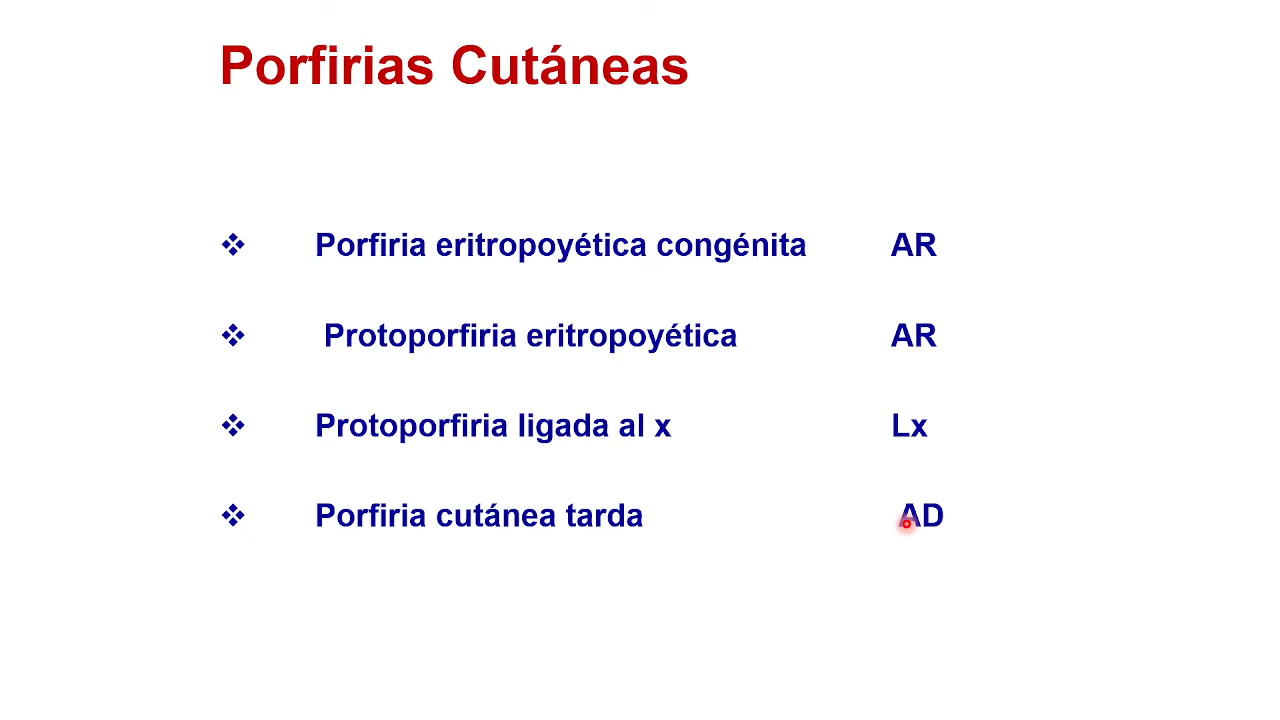 Porfirias Cutáneas
❖ Porfiria eritropoyética congénita AR
❖ Protoporfiria eritropoyética AR
❖ Protoporfiria ligada al x Lx
❖ Porfiria cutánea tarda AD